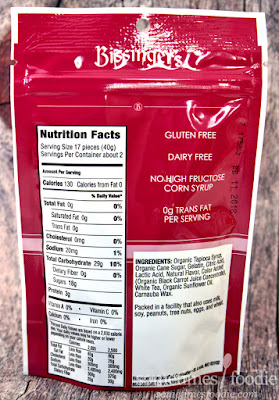 Bissinger's
Nutrition Facts
Serving Size 17 pieces (40g)
Servings Per Container about 2
Amount Per Serving
Calories 130 Calories from Fat 0
% Daily Value*
Total Fat 0g 0%
Saturated Fat 0g 0%
Trans Fat 0g
Cholesterol 0mg 0%
Sodium 20mg 1%
Total Carbohydrate 29g 10%
Dietary Fiber 0g 0%
Sugars 18g
Protein 3g
Vitamin A 0% • Vitamin C 0%
Calcium 0% • Iron 0%
GLUTEN FREE
DAIRY FREE
NO HIGH FRUCTOSE
CORN SYRUP
0g TRANS FAT
PER SERVING
INGREDIENTS: Organic Tapioca Syrup,
Organic Cane Sugar, Gelatin, Citric Acid,
Lactic Acid, Natural Flavor, Color Added
(Organic Black Carrot Juice Concentrate),
White Tea, Organic Sunflower Oil,
Carnauba Wax.
Packed in a facility that also uses milk,
soy, peanuts, tree nuts, eggs, and wheat.
sometimes foodie